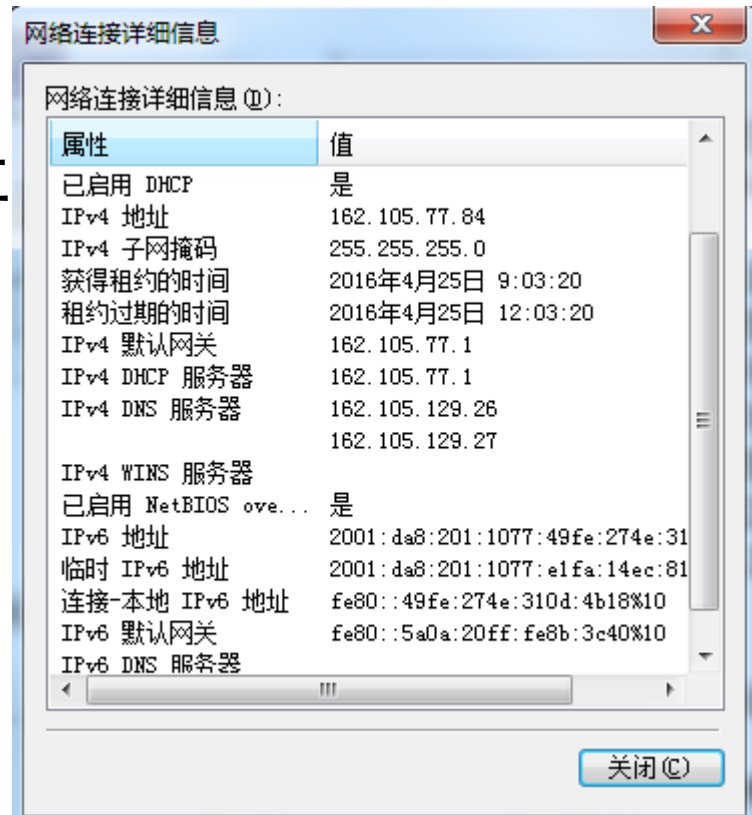 网络连接详细信息
网络连接详细信息(D):
属性 值
已启用 DHCP 是
IPv4 地址 162.105.77.84
IPv4 子网掩码 255.255.255.0
获得租约的时间 2016年4月25日 9:03:20
租约过期的时间 2016年4月25日 12:03:20
IPv4 默认网关 162.105.77.1
IPv4 DHCP 服务器 162.105.77.1
IPv4 DNS 服务器 162.105.129.26
162.105.129.27
IPv4 WINS 服务器
已启用 NetBIOS ove... 是
IPv6 地址 2001:da8:201:1077:49fe:274e:31
临时 IPv6 地址 2001:da8:201:1077:e1fa:14ec:81
连接-本地 IPv6 地址 fe80::49fe:274e:310d:4b18%10
IPv6 默认网关 fe80::5a0a:20ff:fe8b:3c40%10
IPv6 DNS 服务器
关闭(C)